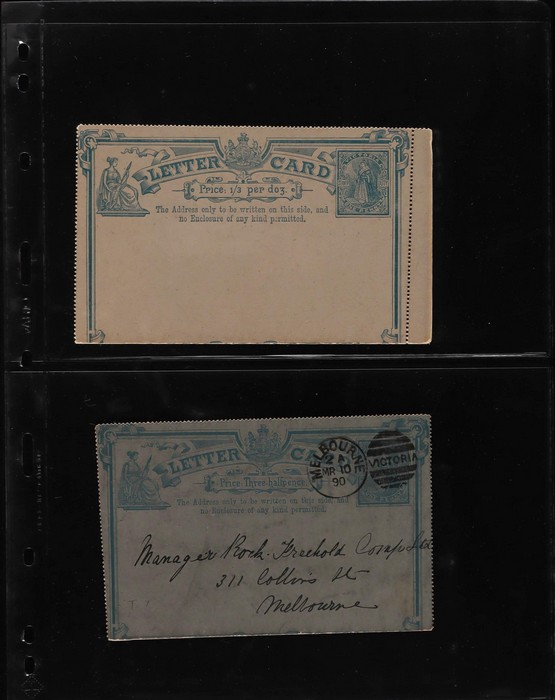 LETTER CARD
VICTORIA
Price: 1/3 per doz.
The Address only to be written on this side, and
no Enclosure of any kind permitted.
LETTER CARD
Price Three-halfpence
The Address only to be written on this side, and
no Enclosure of any kind permitted.
MELBOURNE
2 A
MR 10
90
VICTORIA
Manager Rock Freehold
311 Collins St
Melbourne
T